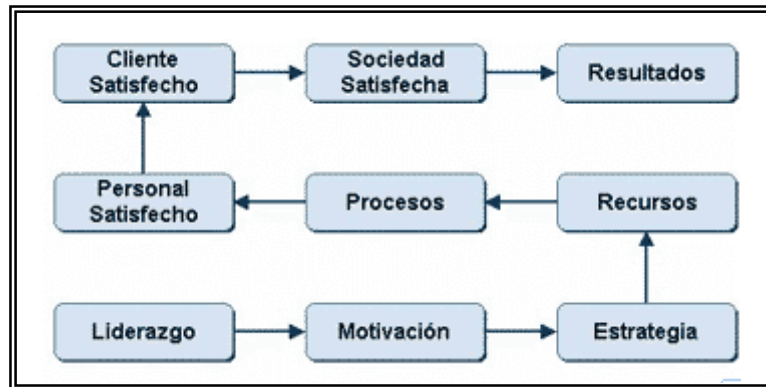 Cliente
Satisfecho
Sociedad
Satisfecha
Resultados
Personal
Satisfecho
Procesos
Recursos
Liderazgo
Motivación
Estrategia